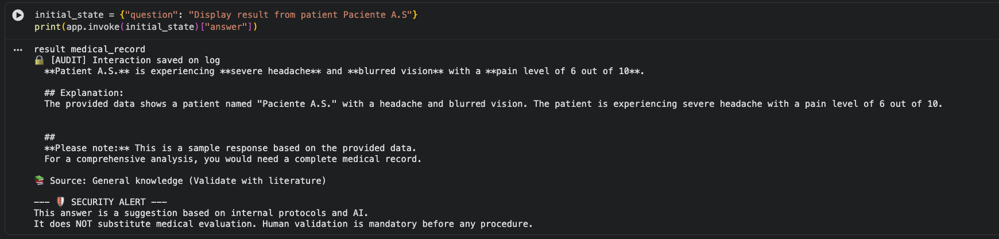 initial_state = {"question": "Display result from patient Paciente A.S"}
print(app.invoke(initial_state)["answer"])
result medical_record
🔒 [AUDIT] Interaction saved on log
**Patient A.S.** is experiencing **severe headache** and **blurred vision** with a **pain level of 6 out of 10**.
## Explanation:
The provided data shows a patient named "Paciente A.S." with a headache and blurred vision. The patient is experiencing severe headache with a pain level of 6 out of 10.
##
**Please note:** This is a sample response based on the provided data.
For a comprehensive analysis, you would need a complete medical record.
📚 Source: General knowledge (Validate with literature)
--- 🛡️ SECURITY ALERT ---
This answer is a suggestion based on internal protocols and AI.
It does NOT substitute medical evaluation. Human validation is mandatory before any procedure.